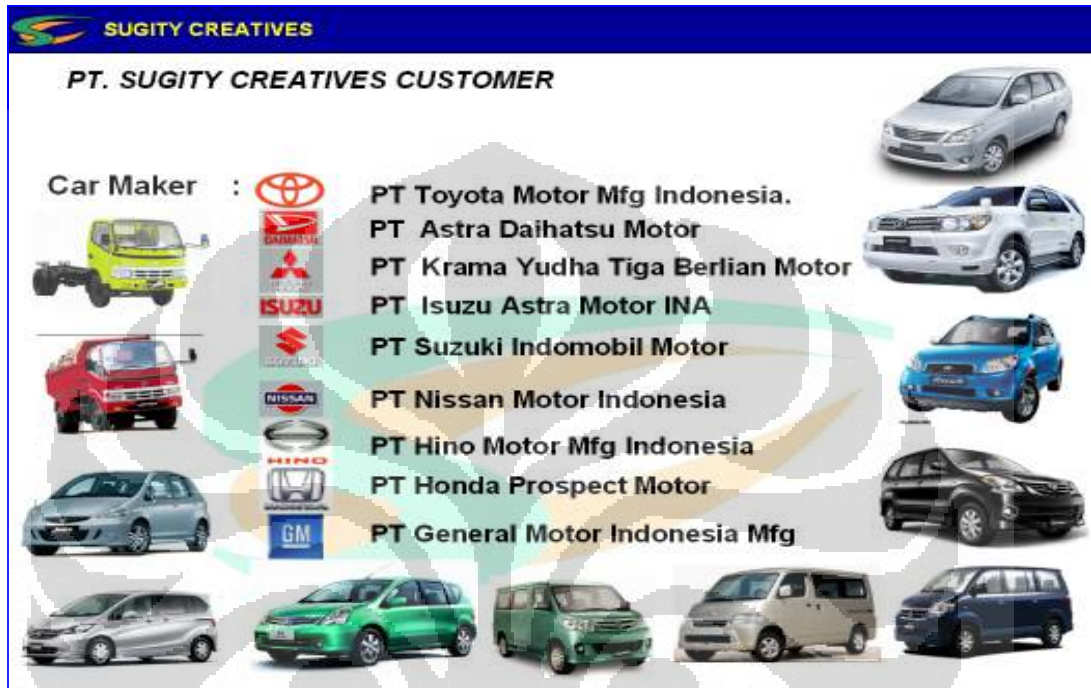 SUGITY CREATIVES
PT. SUGITY CREATIVES CUSTOMER
Car Maker :
PT Toyota Motor Mfg Indonesia.
DAIHATSU PT Astra Daihatsu Motor
PT Krama Yudha Tiga Berlian Motor
ISUZU PT Isuzu Astra Motor INA
PT Suzuki Indomobil Motor
NISSAN PT Nissan Motor Indonesia
HINO PT Hino Motor Mfg Indonesia
PT Honda Prospect Motor
GM PT General Motor Indonesia Mfg